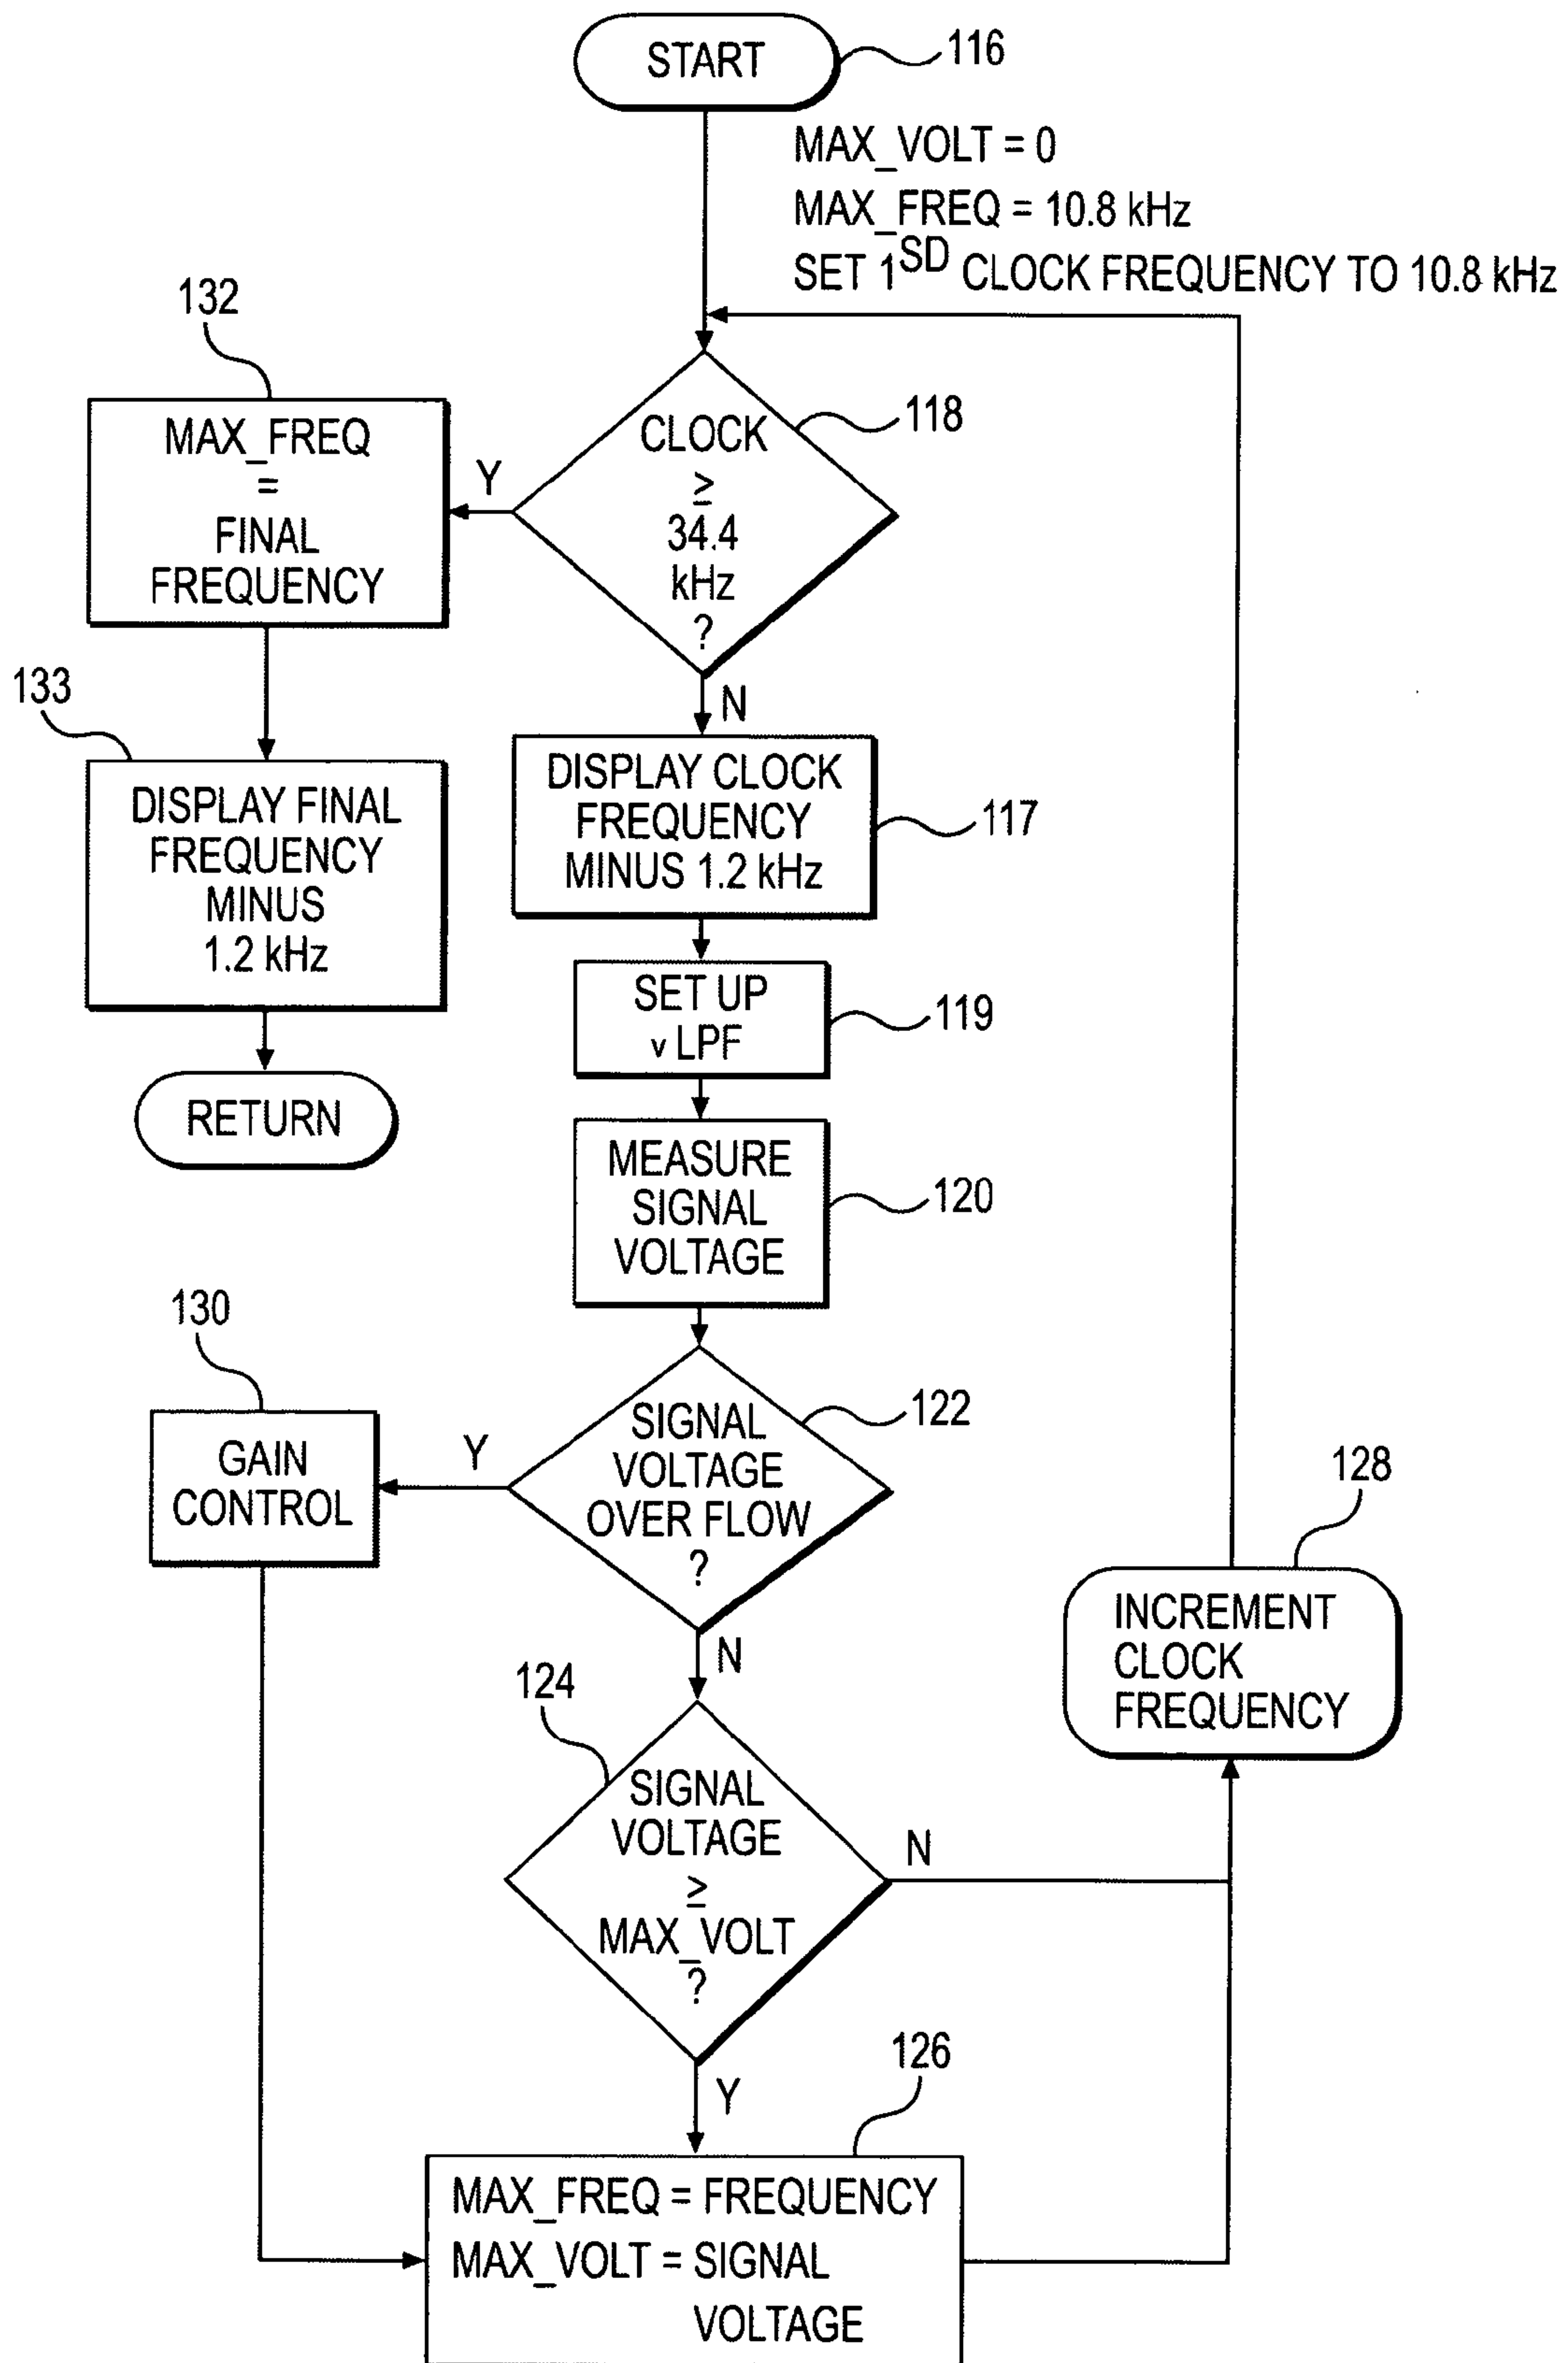 START
116
MAX_VOLT = 0
MAX_FREQ = 10.8 kHz
SET 1SD CLOCK FREQUENCY TO 10.8 kHz
132
118
CLOCK
≥
34.4
kHz
?
Y
MAX_FREQ
=
FINAL
FREQUENCY
N
133
DISPLAY FINAL
FREQUENCY
MINUS
1.2 kHz
DISPLAY CLOCK
FREQUENCY
MINUS 1.2 kHz
117
SET UP
v LPF
119
RETURN
MEASURE
SIGNAL
VOLTAGE
120
130
SIGNAL
VOLTAGE
OVER FLOW
?
122
Y
GAIN
CONTROL
N
128
INCREMENT
CLOCK
FREQUENCY
124
SIGNAL
VOLTAGE
≥
MAX_VOLT
?
N
Y
126
MAX_FREQ = FREQUENCY
MAX_VOLT = SIGNAL
VOLTAGE